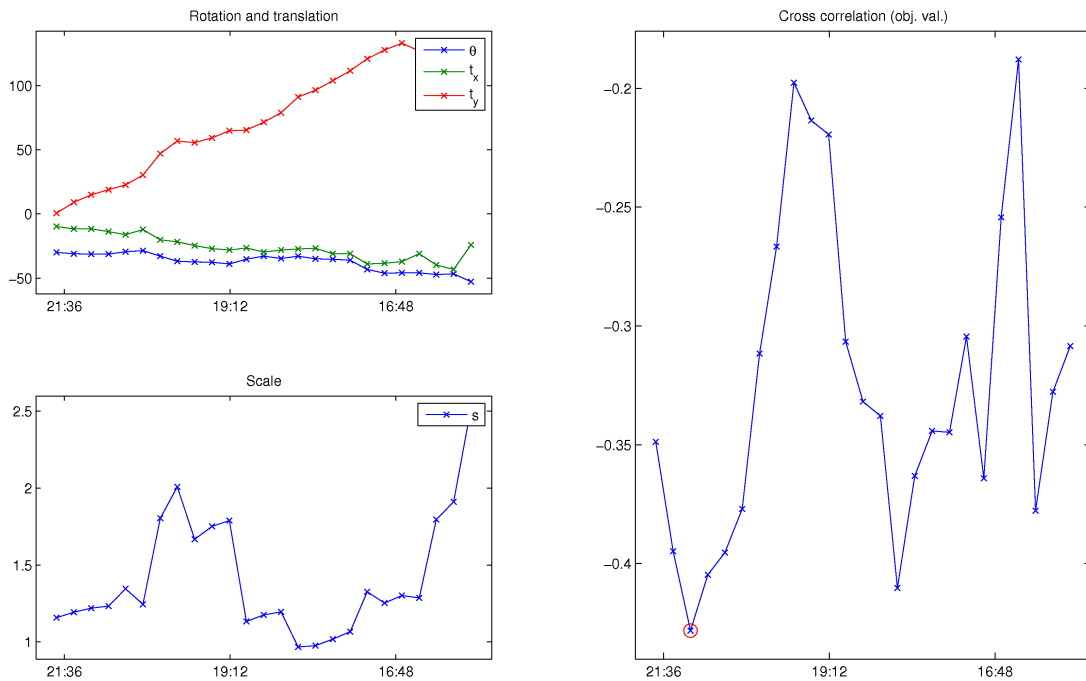 Rotation and translation
θ
t_x
t_y
100
50
0
−50
21:36 19:12 16:48
Scale
s
2.5
2
1.5
1
21:36 19:12 16:48
Cross correlation (obj. val.)
−0.2
−0.25
−0.3
−0.35
−0.4
21:36 19:12 16:48